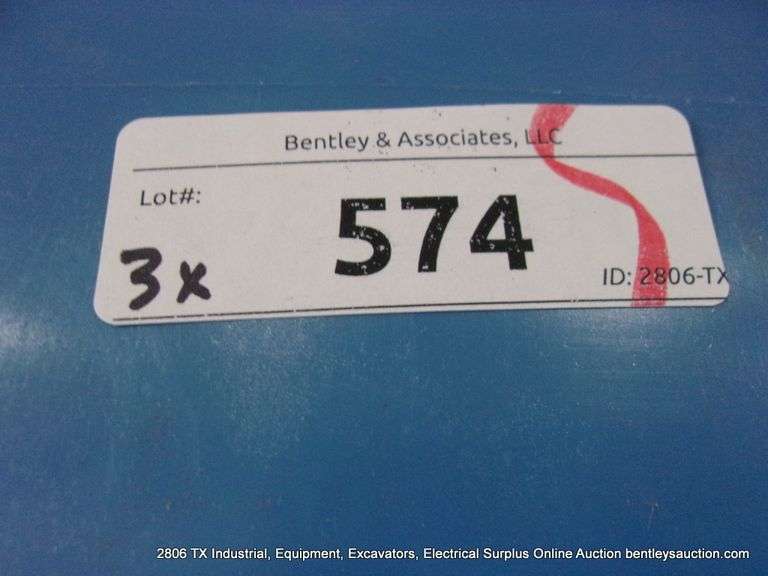 Bentley & Associates, LLC
Lot#:
574
3x
ID: 2806-TX
2806 TX Industrial, Equipment, Excavators, Electrical Surplus Online Auction bentleysauction.com